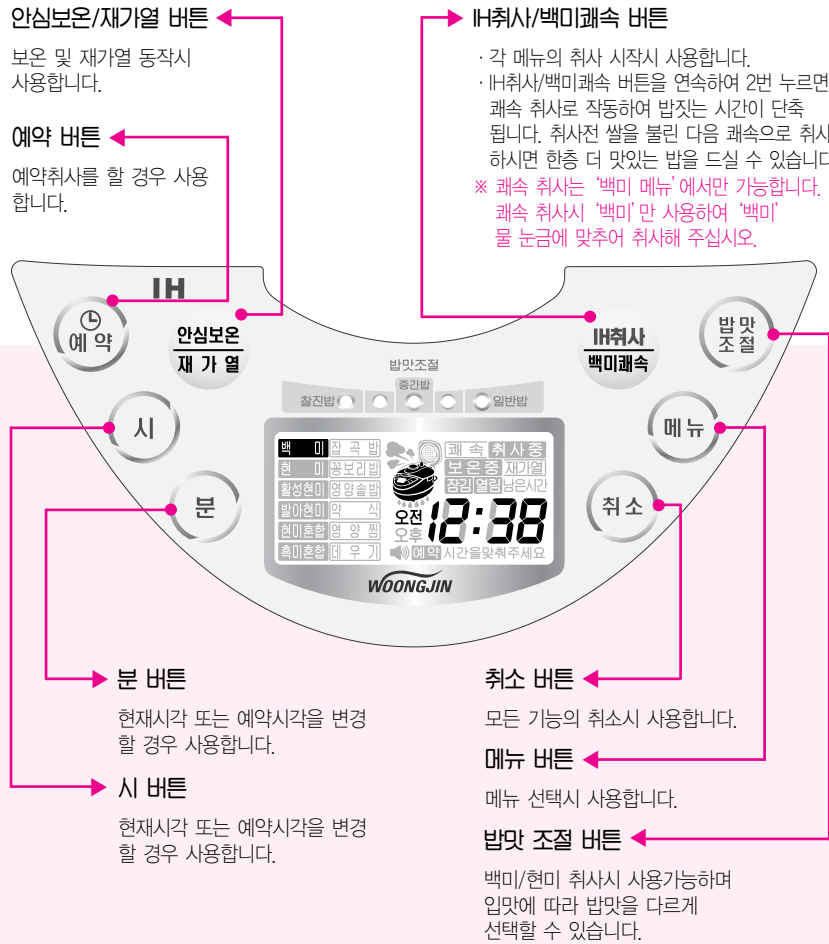 안심보온/재가열 버튼
보온 및 재가열 동작시
사용합니다.
예약 버튼
예약취사를 할 경우 사용
합니다.
IH취사/백미쾌속 버튼
· 각 메뉴의 취사 시작시 사용합니다.
· IH취사/백미쾌속 버튼을 연속하여 2번 누르면
쾌속 취사로 작동하여 밥짓는 시간이 단축
됩니다. 취사전 쌀을 불린 다음 쾌속으로 취사
하시면 한층 더 맛있는 밥을 드실 수 있습니다
※ 쾌속 취사는 ‘백미 메뉴’에서만 가능합니다.
쾌속 취사시 ‘백미’만 사용하여 ‘백미’
물 눈금에 맞추어 취사해 주십시오.
IH
예약
안심보온
재가열
IH취사
백미쾌속
밥맛
조절
시
분
메뉴
취소
밥맛조절
찰진밥 중간밥 일반밥
백미 잡곡밥
현미 꽁보리밥
활성현미 영양솥밥
발아현미 약식
현미혼합 영양찜
흑미혼합 데우기
쾌속 취사중
보온중 재가열
잠김 열림 남은시간
오전 12:38
오후
예약 시간을맞춰주세요
WOONGJIN
분 버튼
현재시각 또는 예약시각을 변경
할 경우 사용합니다.
시 버튼
현재시각 또는 예약시각을 변경
할 경우 사용합니다.
취소 버튼
모든 기능의 취소시 사용합니다.
메뉴 버튼
메뉴 선택시 사용합니다.
밥맛 조절 버튼
백미/현미 취사시 사용가능하며
입맛에 따라 밥맛을 다르게
선택할 수 있습니다.